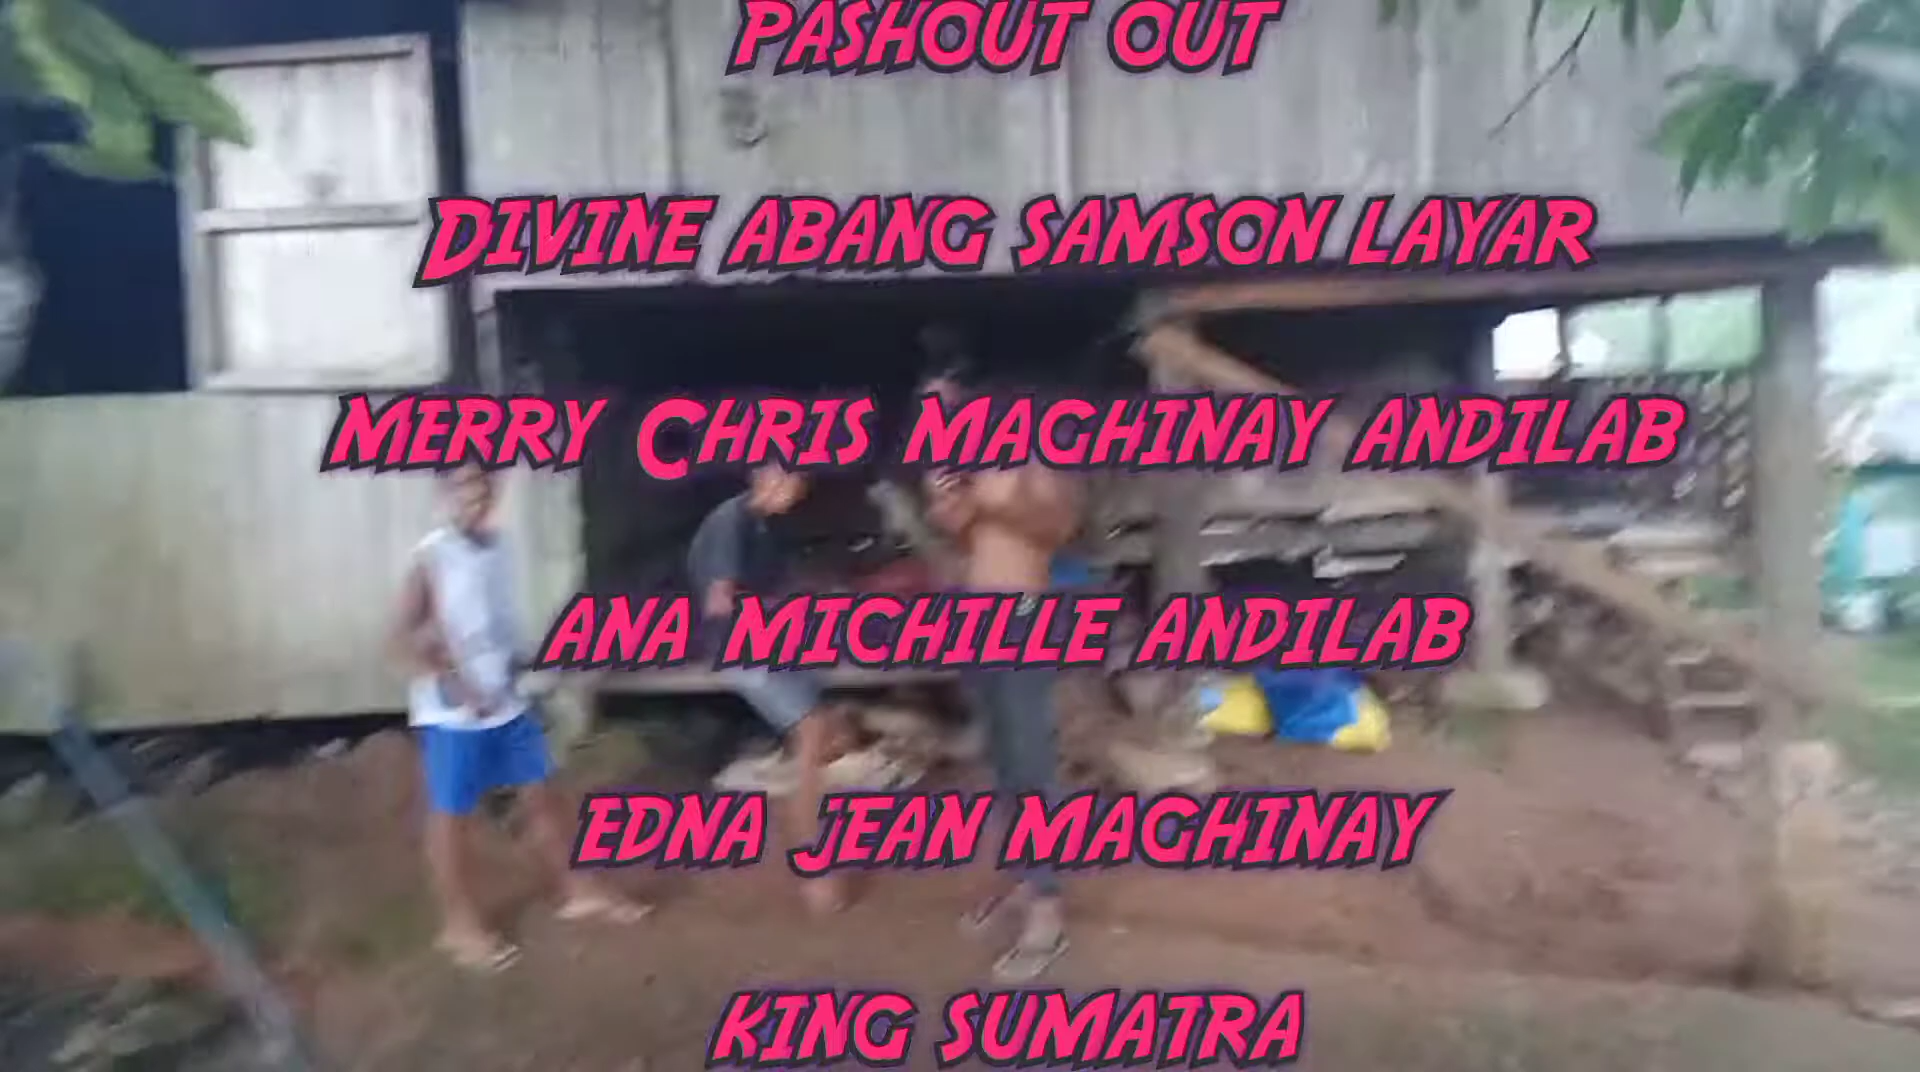 PASHOUT OUT
DIVINE ABANG SAMSON LAYAR
MERRY CHRIS MAGHINAY ANDILAB
ANA MICHILLE ANDILAB
EDNA JEAN MAGHINAY
KING SUMATRA